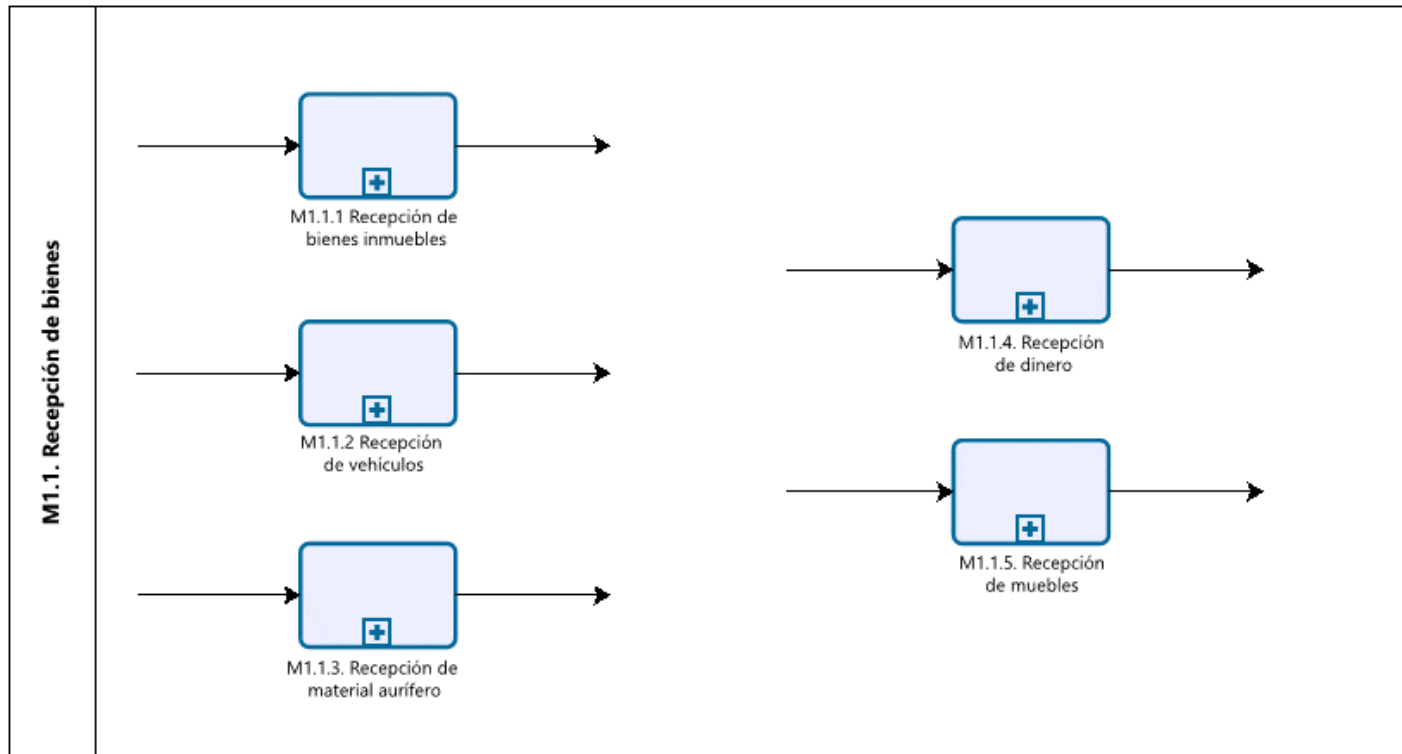 M1.1. Recepción de bienes
M1.1.1 Recepción de
bienes inmuebles
M1.1.2 Recepción
de vehículos
M1.1.3. Recepción de
material aurífero
M1.1.4. Recepción
de dinero
M1.1.5. Recepción
de muebles